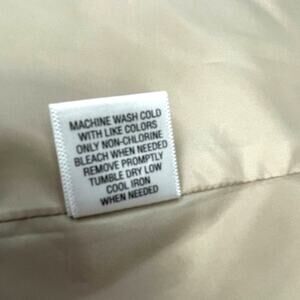 MACHINE WASH COLD
WITH LIKE COLORS
ONLY NON-CHLORINE
BLEACH WHEN NEEDED
REMOVE PROMPTLY
TUMBLE DRY LOW
COOL IRON
WHEN NEEDED